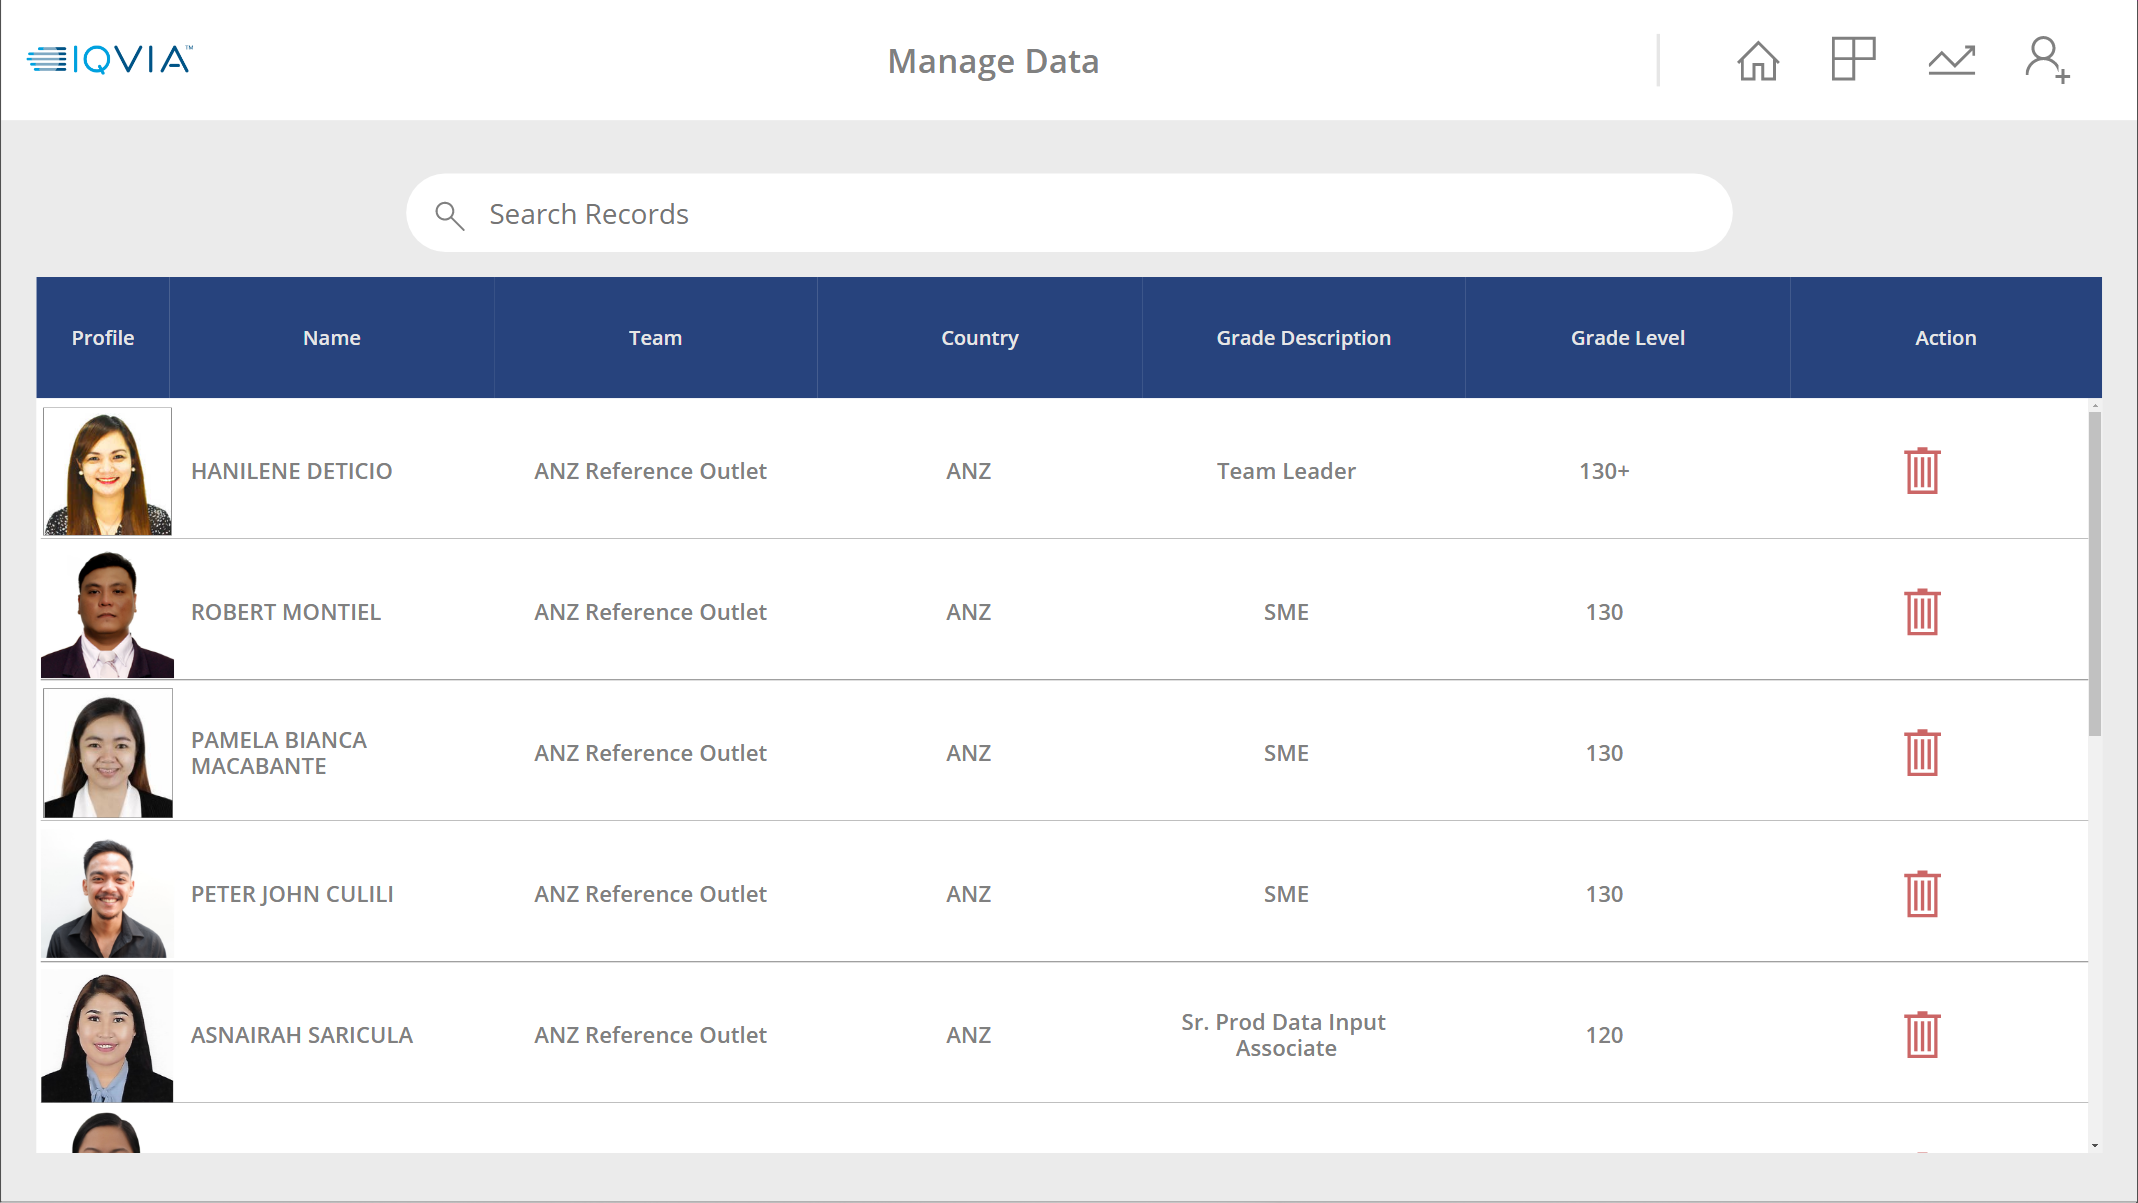 IQVIA™
Manage Data
Search Records
Profile Name Team Country Grade Description Grade Level Action
HANILENE DETICIO ANZ Reference Outlet ANZ Team Leader 130+
ROBERT MONTIEL ANZ Reference Outlet ANZ SME 130
PAMELA BIANCA
MACABANTE ANZ Reference Outlet ANZ SME 130
PETER JOHN CULILI ANZ Reference Outlet ANZ SME 130
ASNAIRAH SARICULA ANZ Reference Outlet ANZ Sr. Prod Data Input
Associate 120